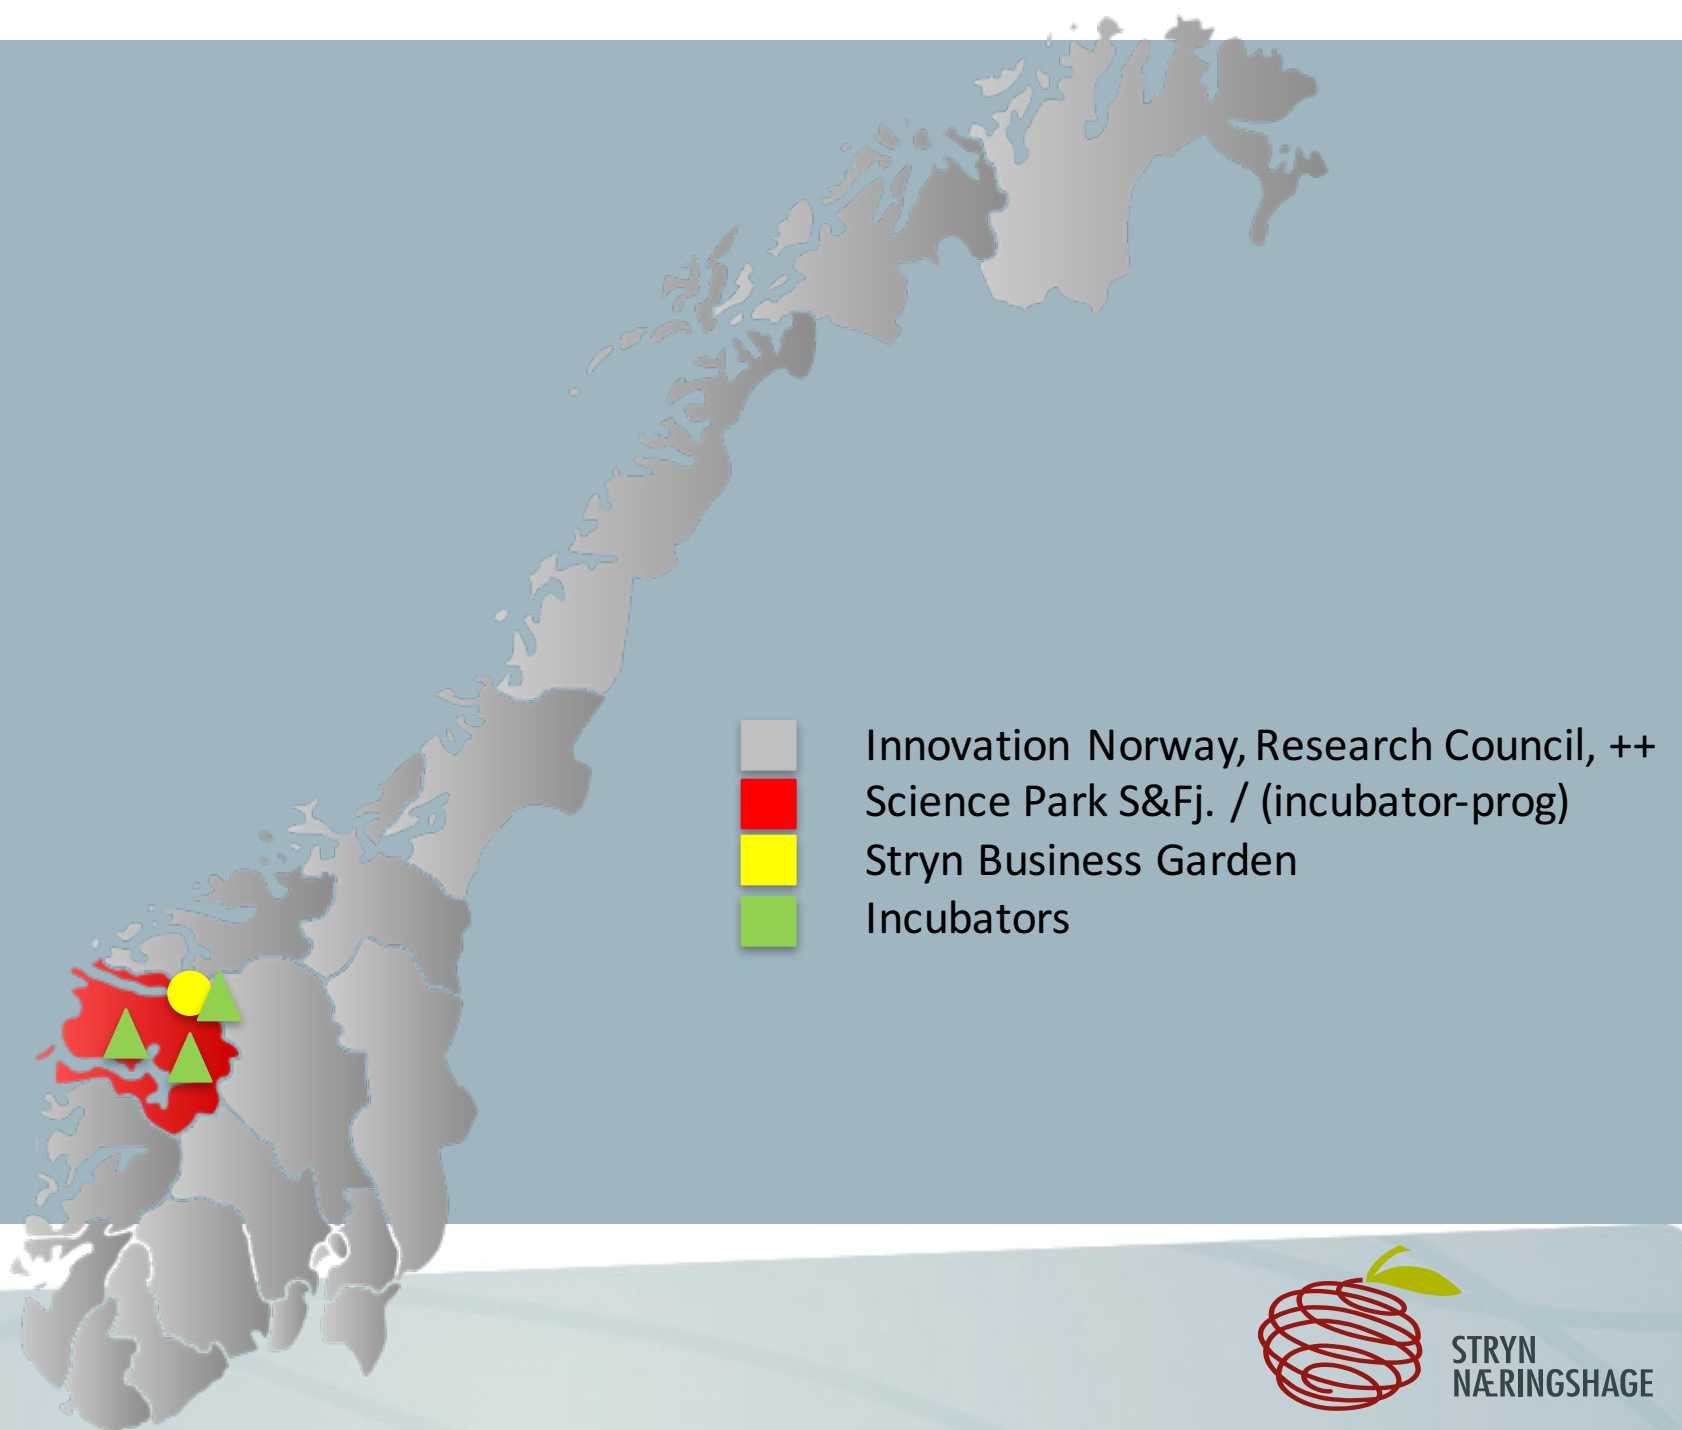 Innovation Norway, Research Council, ++
Science Park S&Fj. / (incubator-prog)
Stryn Business Garden
Incubators
STRYN
NÆRINGSHAGE